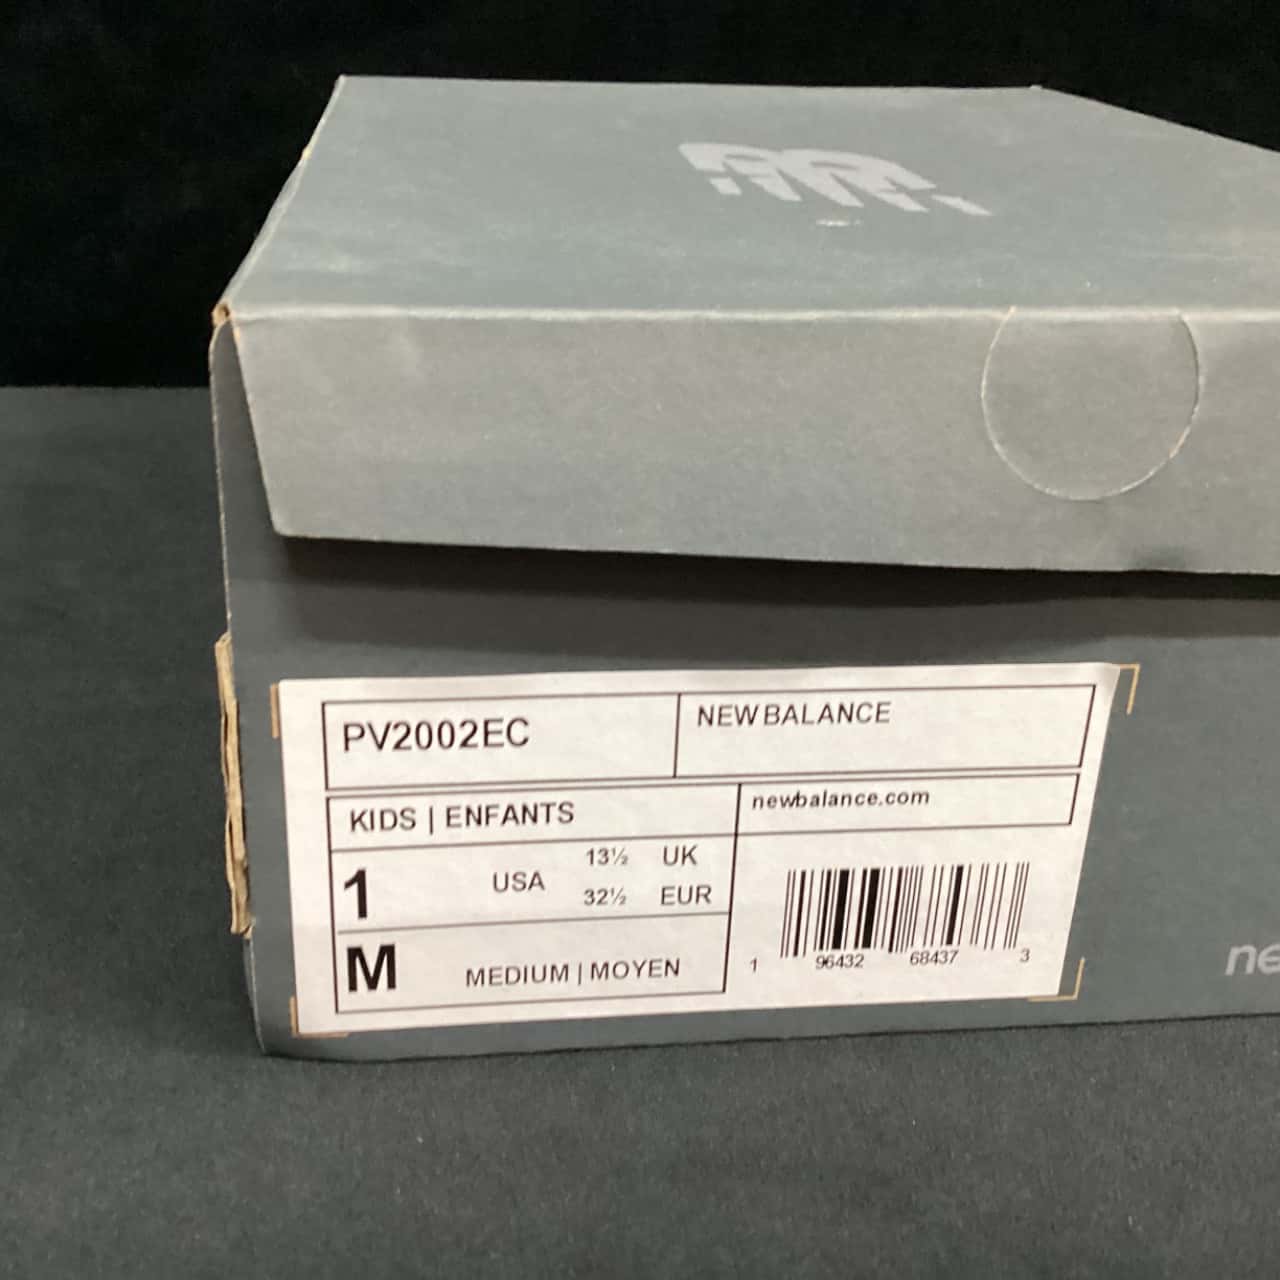 PV2002EC
NEW BALANCE
KIDS | ENFANTS
newbalance.com
1 USA 13½ UK
32½ EUR
M MEDIUM | MOYEN
1 96432 68437 3
ne